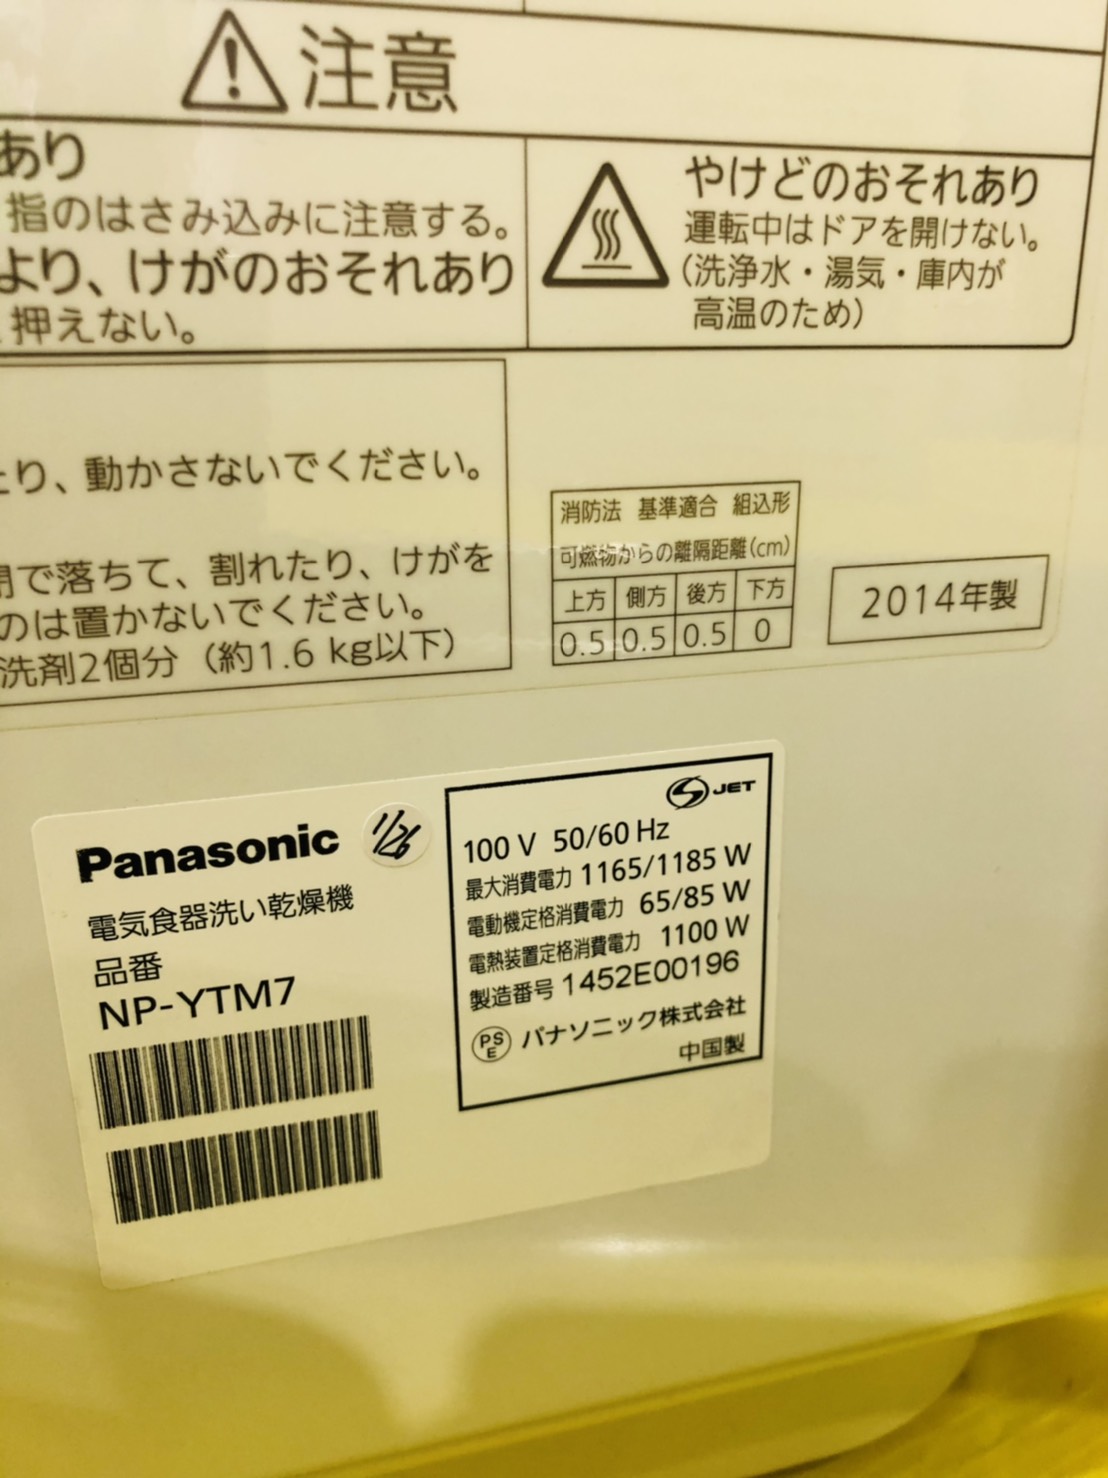 注意
あり
指のはさみ込みに注意する。
より、けがのおそれあり
押えない。
やけどのおそれあり
運転中はドアを開けない。
（洗浄水・湯気・庫内が
高温のため）
たり、動かさないでください。
で落ちて、割れたり、けがを
のは置かないでください。
洗剤2個分（約1.6 kg以下）
消防法 基準適合 組込形
可燃物からの離隔距離(cm)
上方 側方 後方 下方
0.5 0.5 0.5 0
2014年製
Panasonic
1/26
電気食器洗い乾燥機
品番
NP-YTM7
S JET
100 V 50/60 Hz
最大消費電力 1165/1185 W
電動機定格消費電力 65/85 W
電熱装置定格消費電力 1100 W
製造番号 1452E00196
PS
E
パナソニック株式会社
中国製